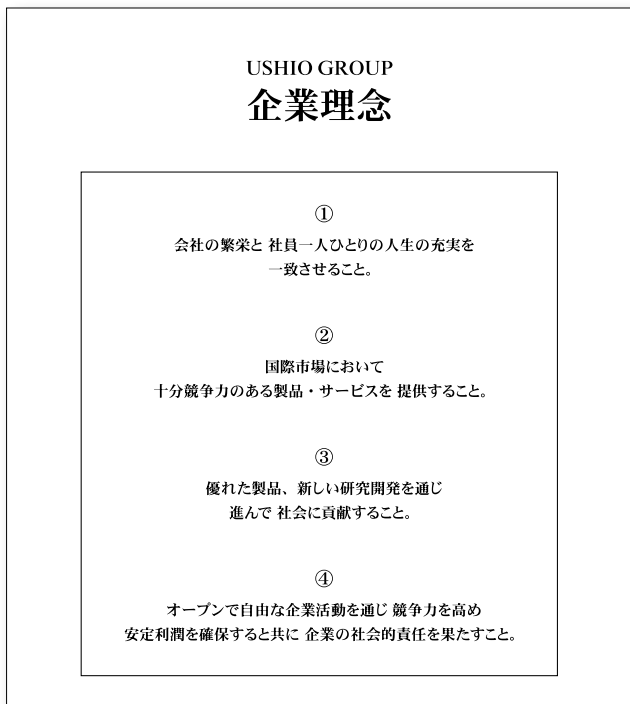 USHIO GROUP
企業理念
①
会社の繁栄と 社員一人ひとりの人生の充実を
一致させること。
②
国際市場において
十分競争力のある製品・サービスを 提供すること。
③
優れた製品、新しい研究開発を通じ
進んで 社会に貢献すること。
④
オープンで自由な企業活動を通じ 競争力を高め
安定利潤を確保すると共に 企業の社会的責任を果たすこと。